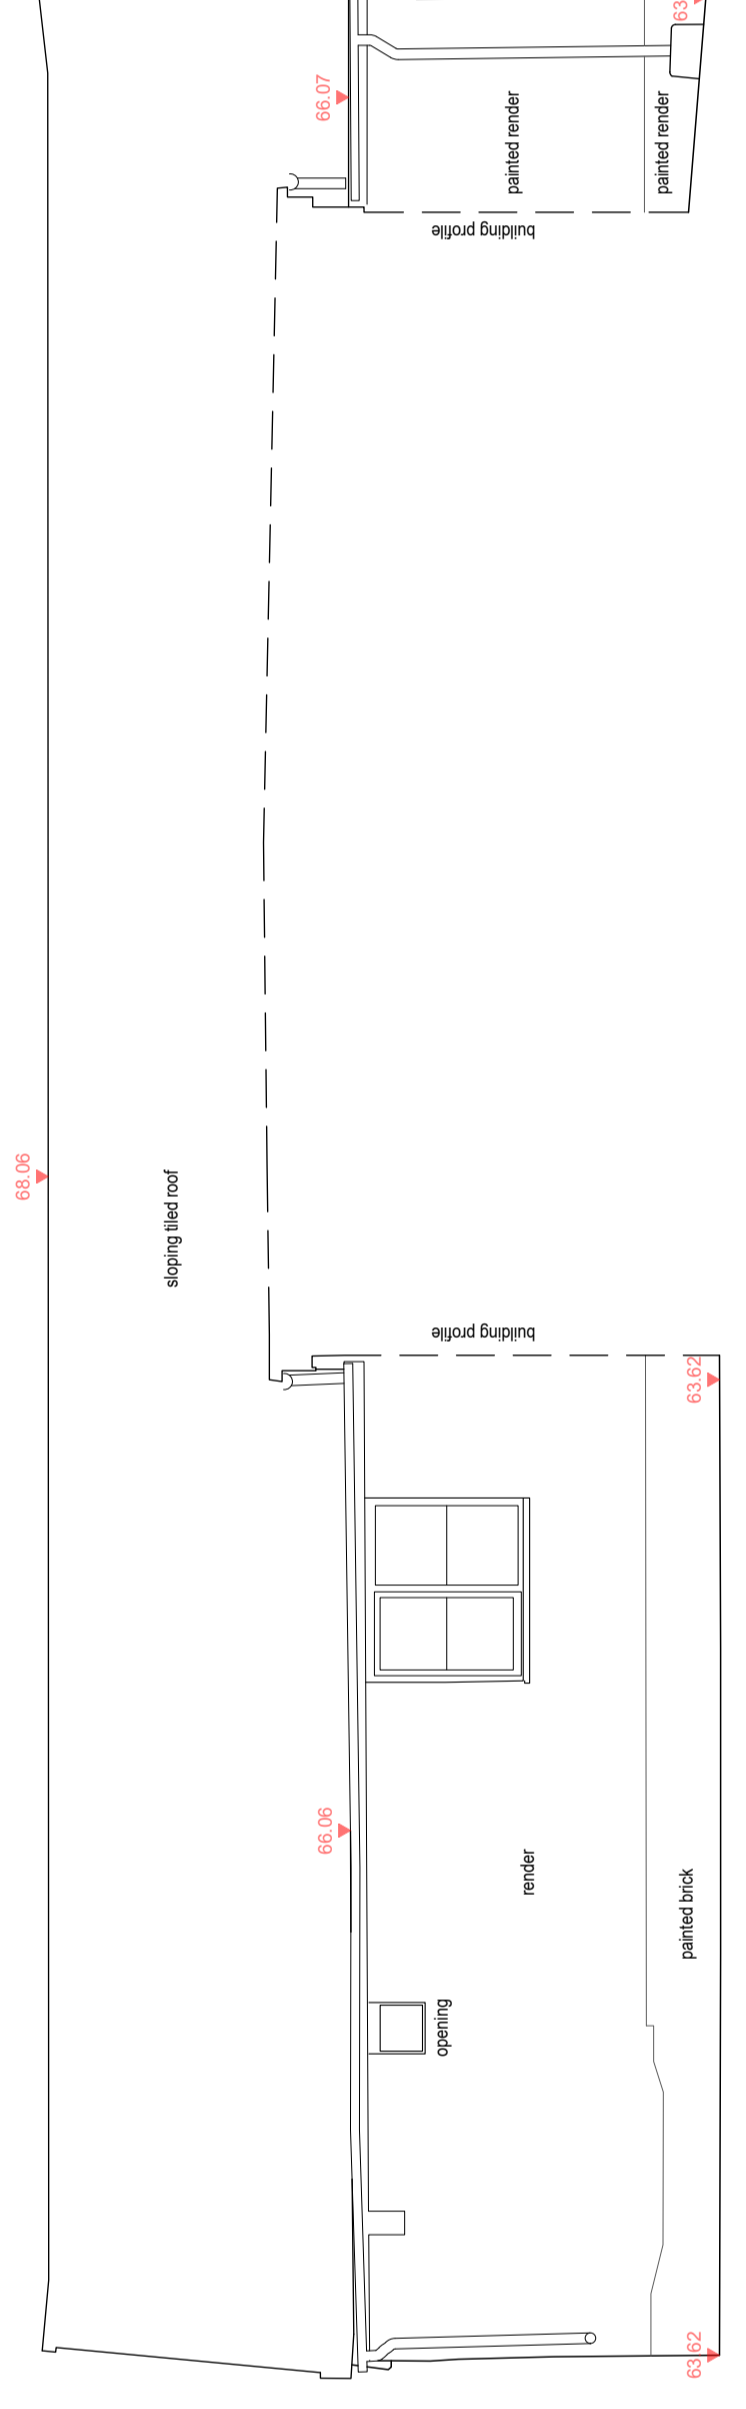 68.06
sloping tiled roof
66.06
66.07
opening
building profile
building profile
render
painted render
painted brick
painted render
63.62
63.62
63